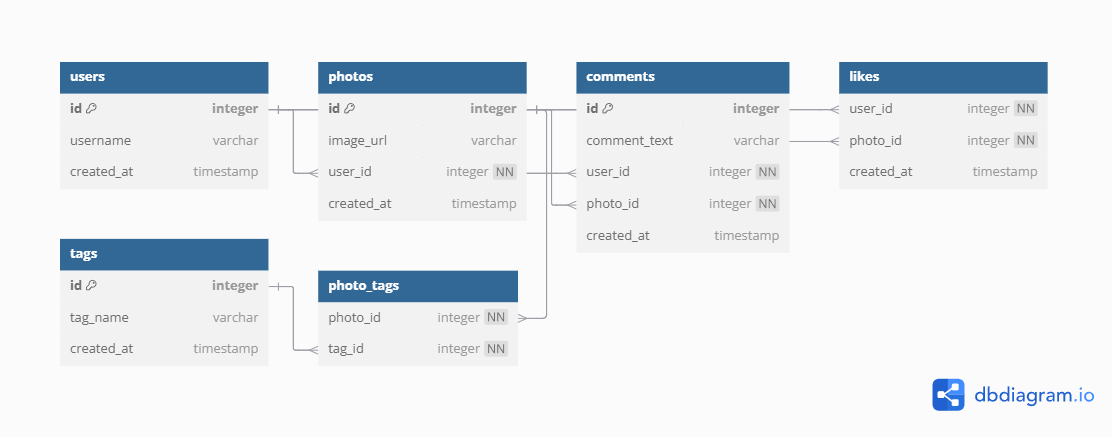 users
id integer
username varchar
created_at timestamp
photos
id integer
image_url varchar
user_id integer NN
created_at timestamp
comments
id integer
comment_text varchar
user_id integer NN
photo_id integer NN
created_at timestamp
likes
user_id integer NN
photo_id integer NN
created_at timestamp
tags
id integer
tag_name varchar
created_at timestamp
photo_tags
photo_id integer NN
tag_id integer NN
dbdiagram.io